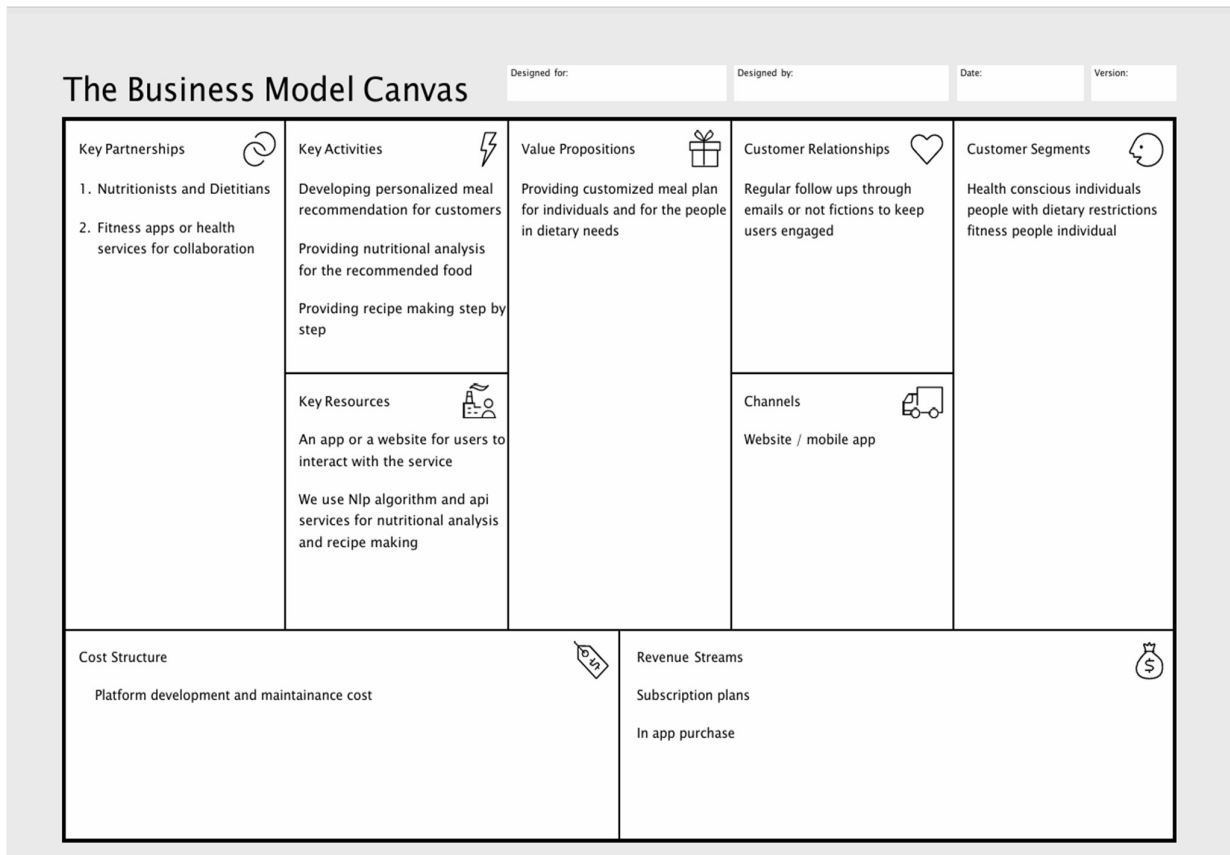 The Business Model Canvas
Designed for:
Designed by:
Date:
Version:
Key Partnerships
1. Nutritionists and Dietitians
2. Fitness apps or health
services for collaboration
Key Activities
Developing personalized meal
recommendation for customers
Providing nutritional analysis
for the recommended food
Providing recipe making step by
step
Key Resources
An app or a website for users to
interact with the service
We use Nlp algorithm and api
services for nutritional analysis
and recipe making
Value Propositions
Providing customized meal plan
for individuals and for the people
in dietary needs
Customer Relationships
Regular follow ups through
emails or not fictions to keep
users engaged
Channels
Website / mobile app
Customer Segments
Health conscious individuals
people with dietary restrictions
fitness people individual
Cost Structure
Platform development and maintainance cost
Revenue Streams
$
Subscription plans
In app purchase